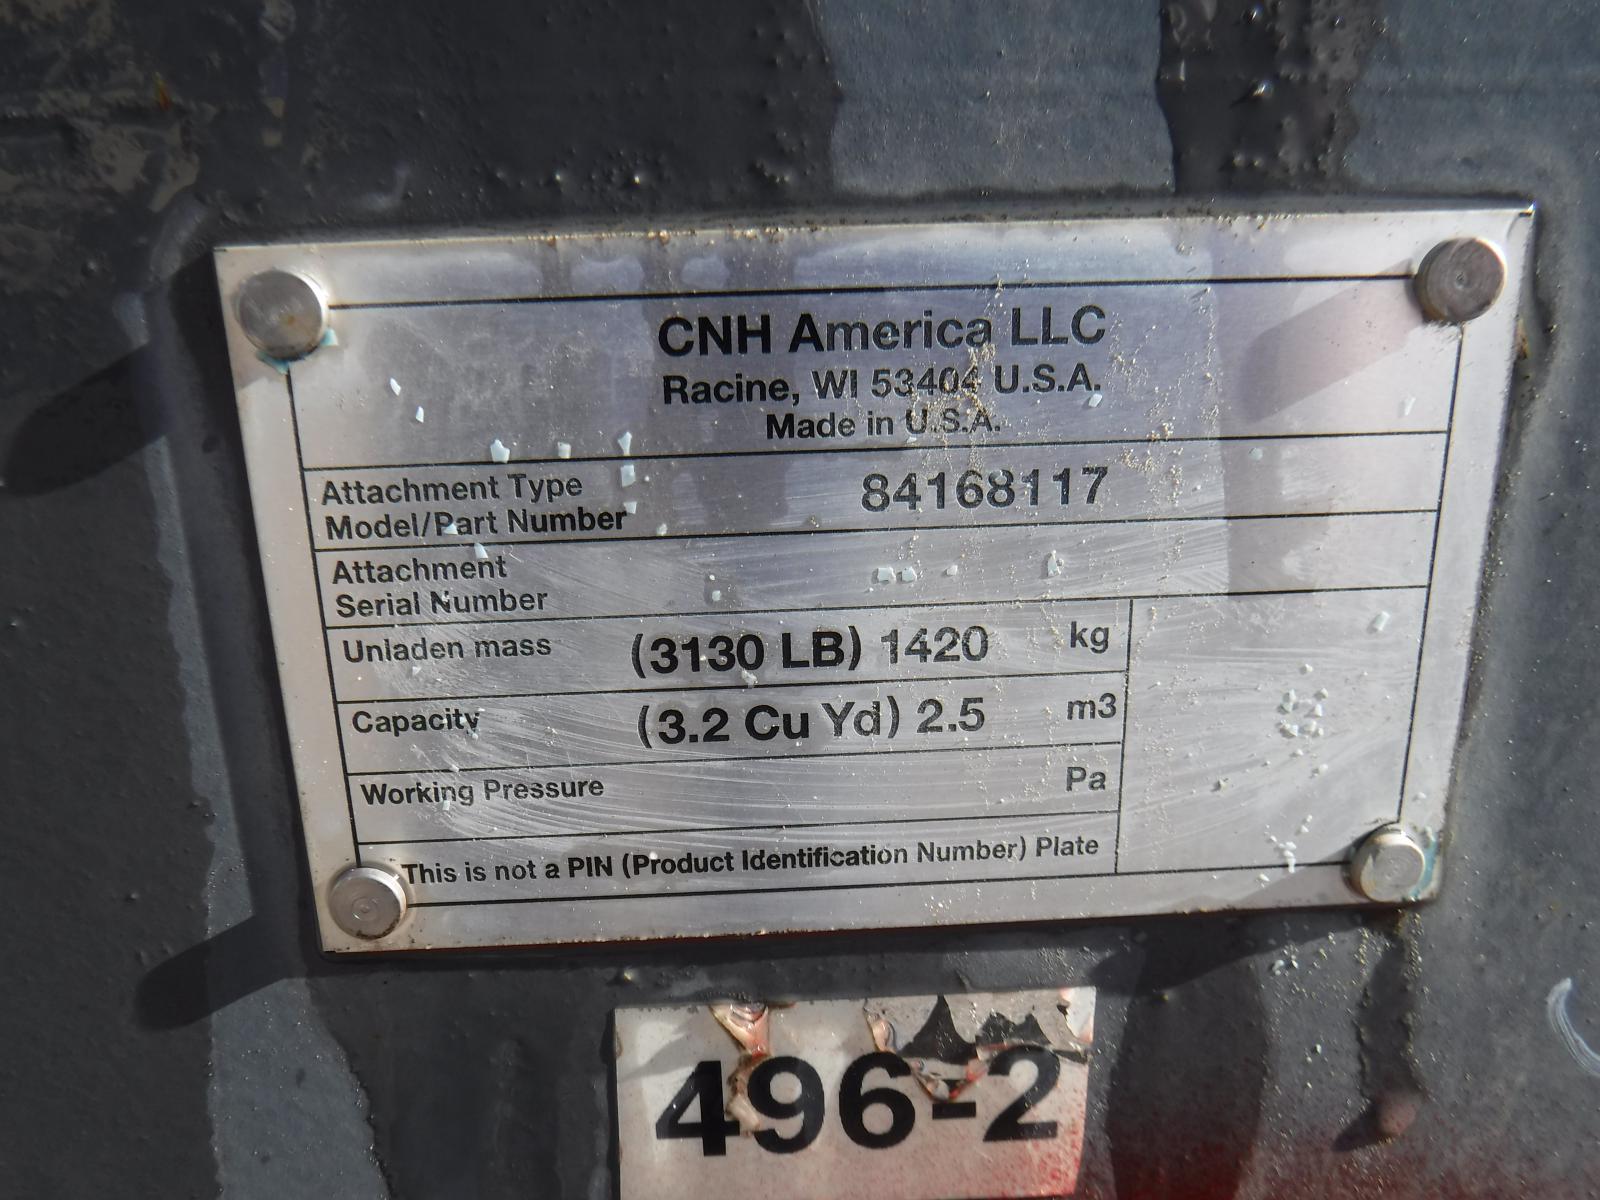 CNH America LLC
Racine, WI 53404 U.S.A.
Made in U.S.A.
Attachment Type
Model/Part Number 84168117
Attachment
Serial Number
Unladen mass (3130 LB) 1420 kg
Capacity (3.2 Cu Yd) 2.5 m3
Working Pressure Pa
This is not a PIN (Product Identification Number) Plate
496-2